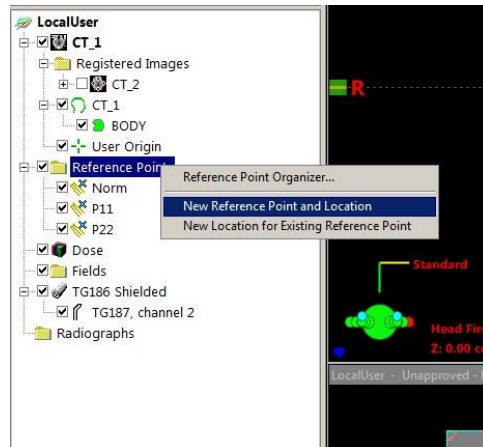 LocalUser
CT_1
Registered Images
CT_2
CT_1
BODY
User Origin
Reference Point
Norm
P11
P22
Dose
Fields
TG186 Shielded
TG187, channel 2
Radiographs
Reference Point Organizer...
New Reference Point and Location
New Location for Existing Reference Point
R
Standard
Head Firs
Z: 0.00 c
LocalUser - Unapproved -